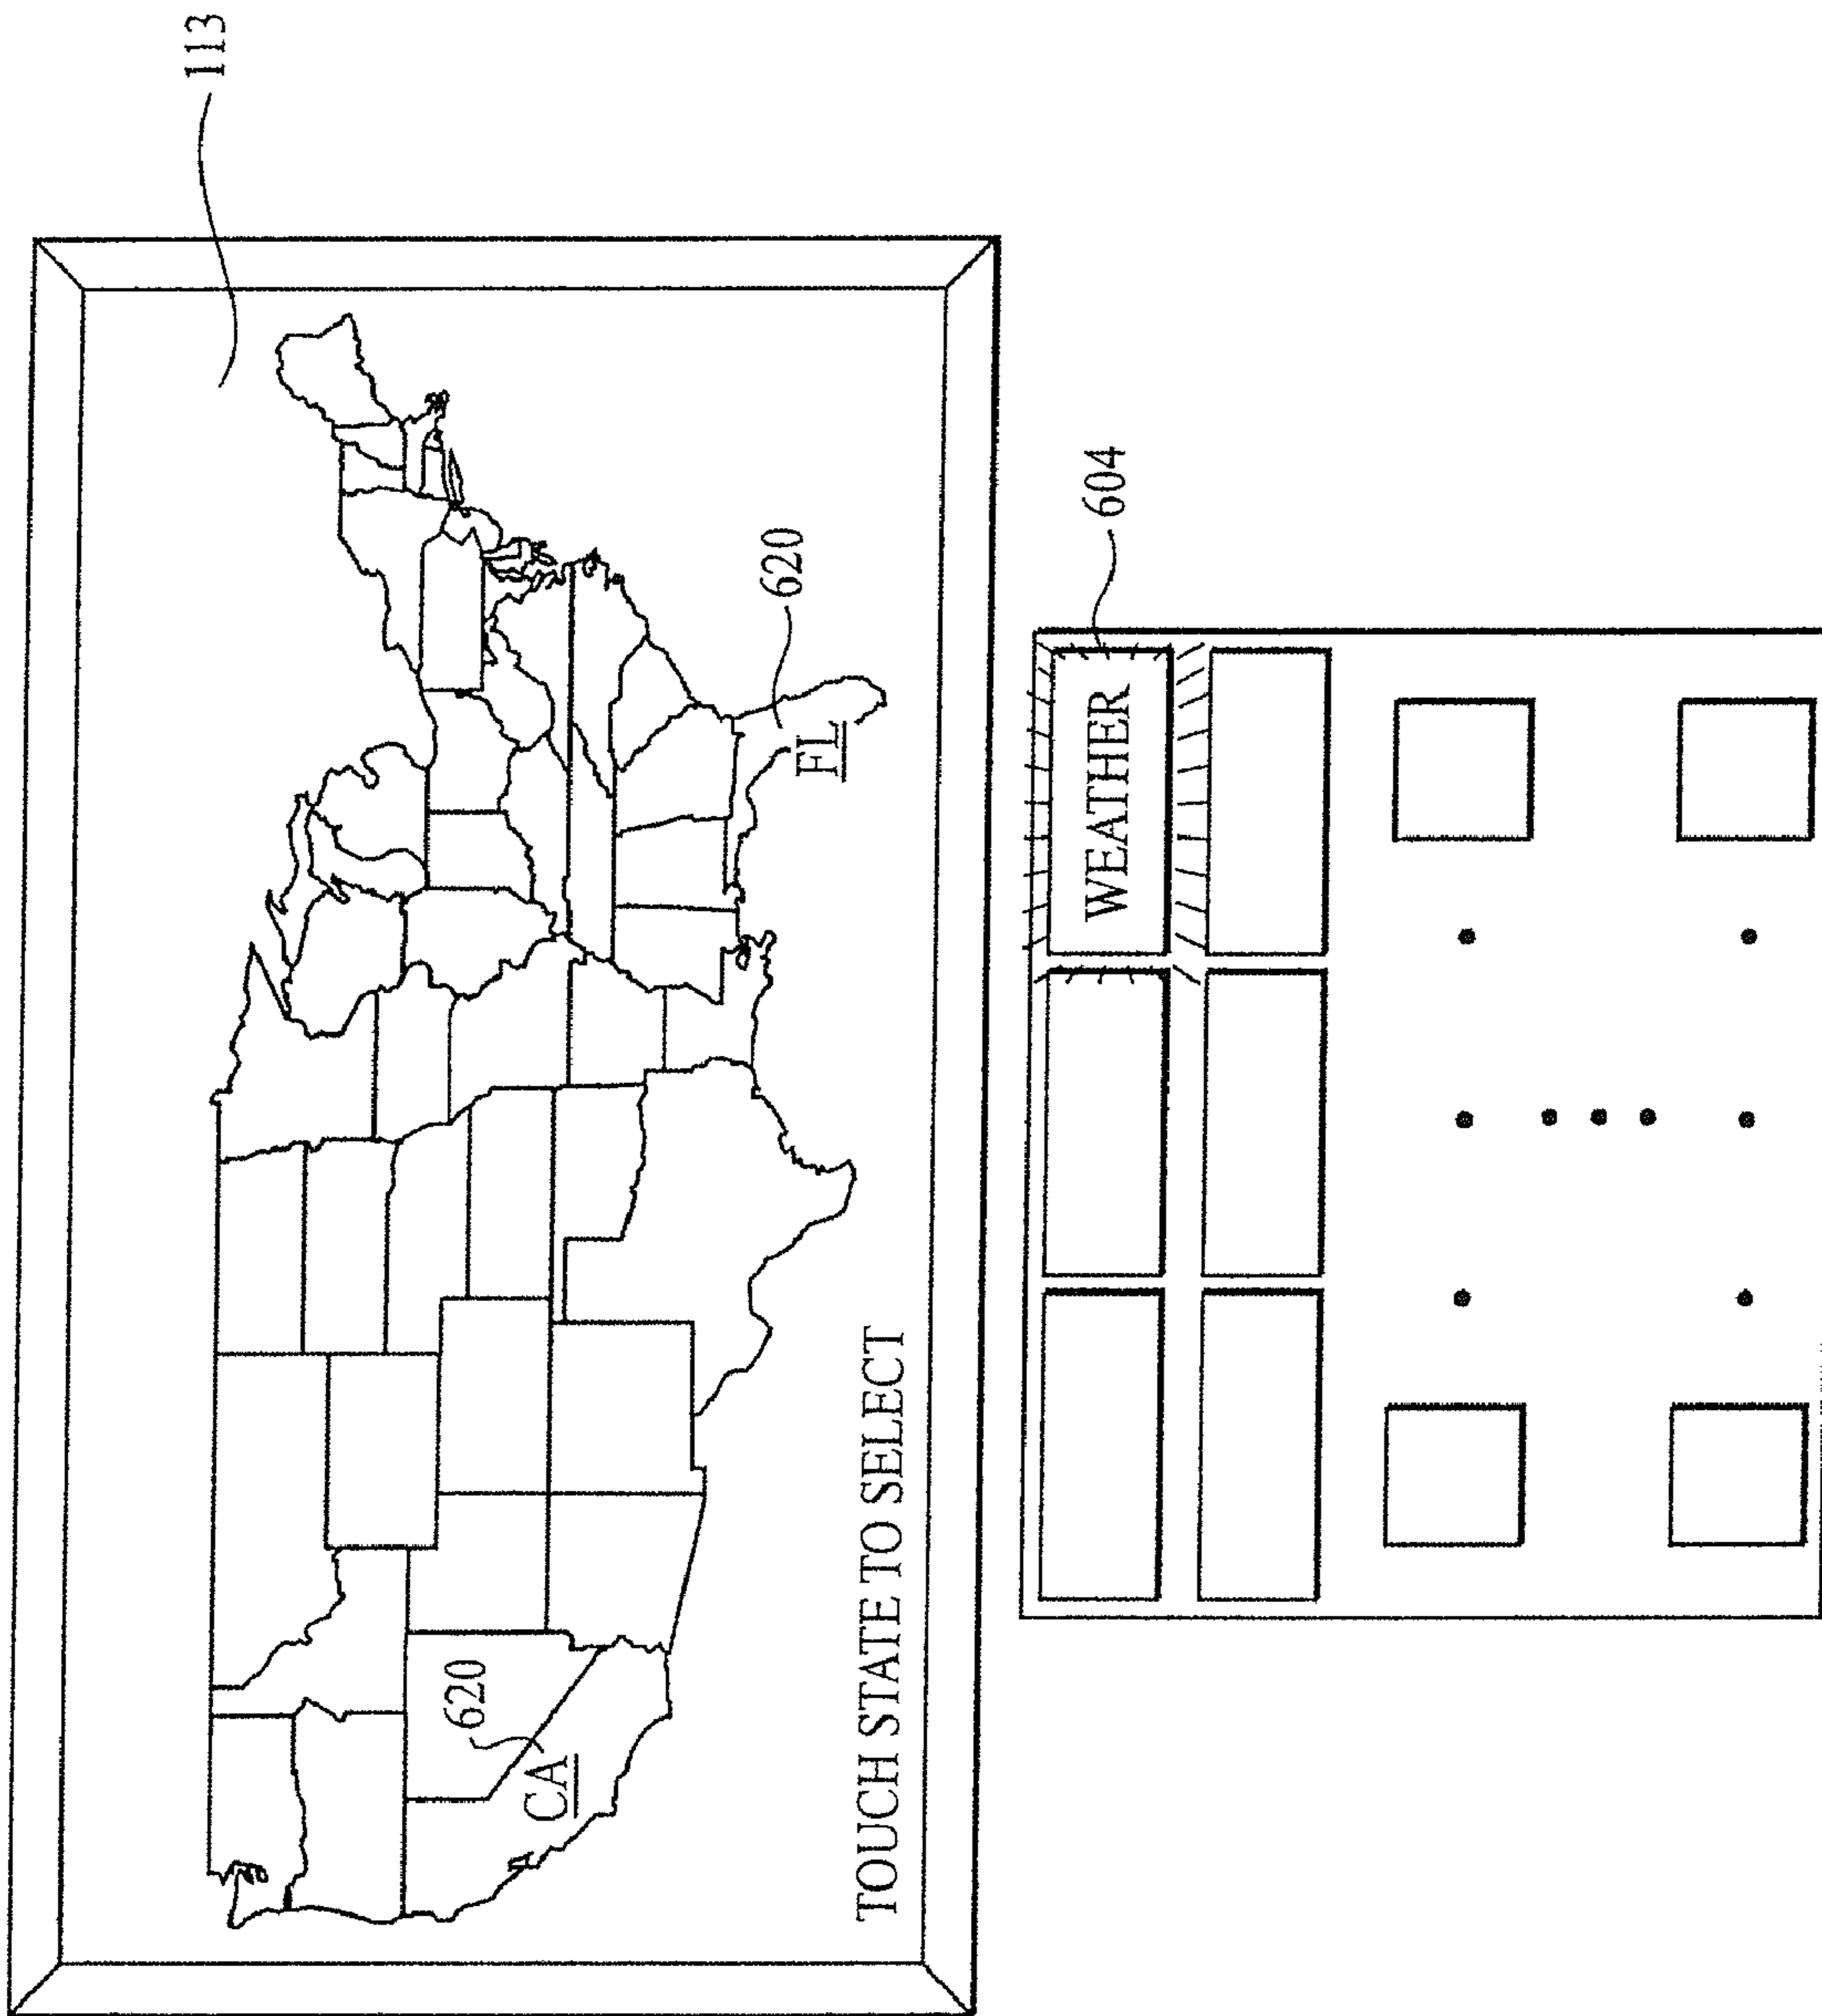 113
620
FL
620
CA
TOUCH STATE TO SELECT
604
WEATHER